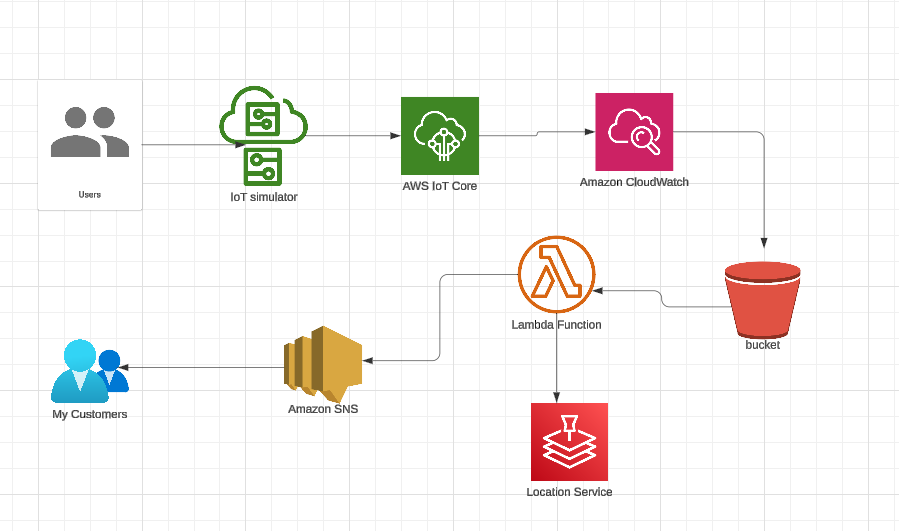 Users
IoT simulator
AWS IoT Core
Amazon CloudWatch
Lambda Function
bucket
My Customers
Amazon SNS
Location Service